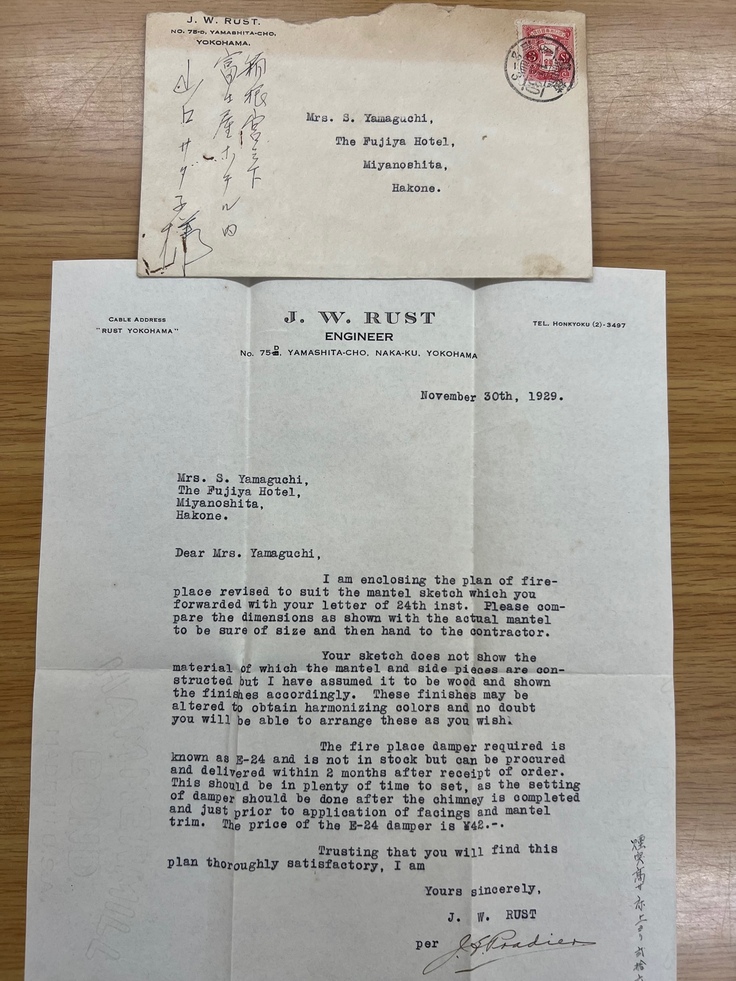 J. W. RUST.
No. 75-D, YAMASHITA-CHO,
YOKOHAMA.
箱根宮ノ下
富士屋ホテル内
山口サダ子様
Mrs. S. Yamaguchi,
The Fujiya Hotel,
Miyanoshita,
Hakone.
CABLE ADDRESS
"RUST YOKOHAMA"
J. W. RUST
ENGINEER
No. 75D, YAMASHITA-CHO, NAKA-KU, YOKOHAMA
TEL. HONKYOKU (2)-3497
November 30th, 1929.
Mrs. S. Yamaguchi,
The Fujiya Hotel,
Miyanoshita,
Hakone.
Dear Mrs. Yamaguchi,
I am enclosing the plan of fire-
place revised to suit the mantel sketch which you
forwarded with your letter of 24th inst. Please com-
pare the dimensions as shown with the actual mantel
to be sure of size and then hand to the contractor.
Your sketch does not show the
material of which the mantel and side pieces are con-
structed but I have assumed it to be wood and shown
the finishes accordingly. These finishes may be
altered to obtain harmonizing colors and no doubt
you will be able to arrange these as you wish.
The fire place damper required is
known as E-24 and is not in stock but can be procured
and delivered within 2 months after receipt of order.
This should be in plenty of time to set, as the setting
of damper should be done after the chimney is completed
and just prior to application of facings and mantel
trim. The price of the E-24 damper is ¥42.-.
Trusting that you will find this
plan thoroughly satisfactory, I am
Yours sincerely,
J. W. RUST
per J. F. Pradier